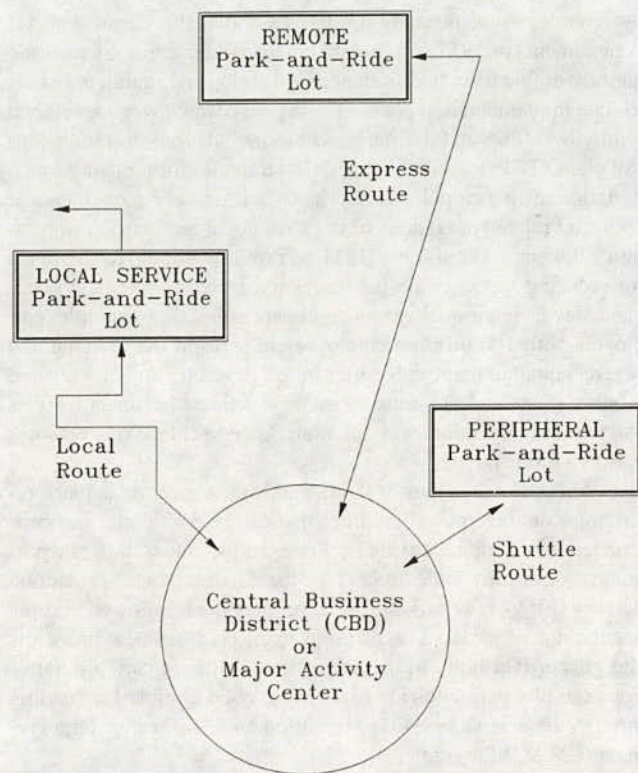 REMOTE
Park-and-Ride
Lot
Express
Route
LOCAL SERVICE
Park-and-Ride
Lot
Local
Route
PERIPHERAL
Park-and-Ride
Lot
Shuttle
Route
Central Business
District (CBD)
or
Major Activity
Center